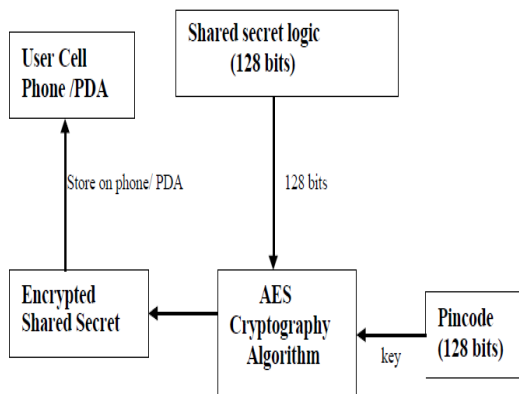 User Cell
Phone /PDA
Shared secret logic
(128 bits)
Store on phone/ PDA
128 bits
Encrypted
Shared Secret
AES
Cryptography
Algorithm
key
Pincode
(128 bits)